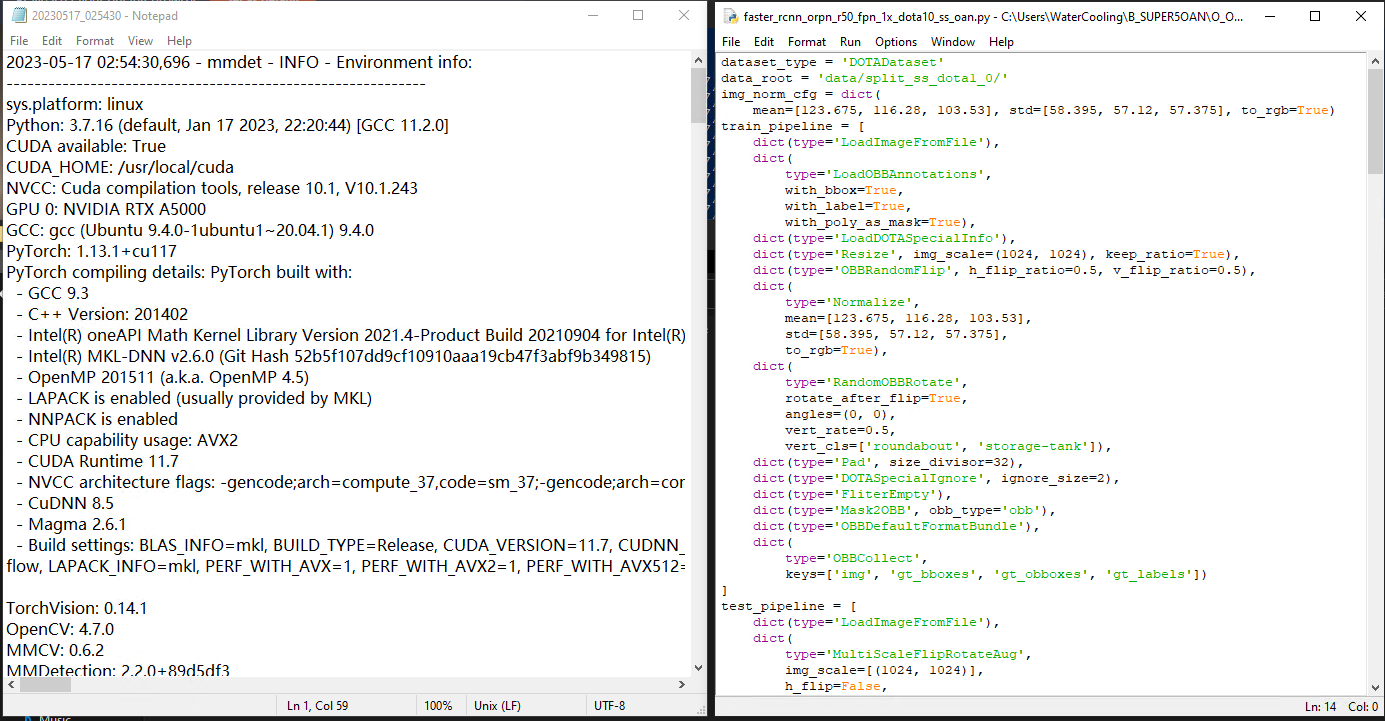 20230517_025430 - Notepad
File Edit Format View Help
2023-05-17 02:54:30,696 - mmdet - INFO - Environment info:
------------------------------------------------------------
sys.platform: linux
Python: 3.7.16 (default, Jan 17 2023, 22:20:44) [GCC 11.2.0]
CUDA available: True
CUDA_HOME: /usr/local/cuda
NVCC: Cuda compilation tools, release 10.1, V10.1.243
GPU 0: NVIDIA RTX A5000
GCC: gcc (Ubuntu 9.4.0-1ubuntu1~20.04.1) 9.4.0
PyTorch: 1.13.1+cu117
PyTorch compiling details: PyTorch built with:
  - GCC 9.3
  - C++ Version: 201402
  - Intel(R) oneAPI Math Kernel Library Version 2021.4-Product Build 20210904 for Intel(R)
  - Intel(R) MKL-DNN v2.6.0 (Git Hash 52b5f107dd9cf10910aaa19cb47f3abf9b349815)
  - OpenMP 201511 (a.k.a. OpenMP 4.5)
  - LAPACK is enabled (usually provided by MKL)
  - NNPACK is enabled
  - CPU capability usage: AVX2
  - CUDA Runtime 11.7
  - NVCC architecture flags: -gencode;arch=compute_37,code=sm_37;-gencode;arch=cor
  - CuDNN 8.5
  - Magma 2.6.1
  - Build settings: BLAS_INFO=mkl, BUILD_TYPE=Release, CUDA_VERSION=11.7, CUDNN_
flow, LAPACK_INFO=mkl, PERF_WITH_AVX=1, PERF_WITH_AVX2=1, PERF_WITH_AVX512=
TorchVision: 0.14.1
OpenCV: 4.7.0
MMCV: 0.6.2
MMDetection: 2.2.0+89d5df3
Ln 1, Col 59 100% Unix (LF) UTF-8
Music
faster_rcnn_orpn_r50_fpn_1x_dota10_ss_oan.py - C:\Users\WaterCooling\B_SUPER5OAN\O_O...
File Edit Format Run Options Window Help
dataset_type = 'DOTADataset'
data_root = 'data/split_ss_dota1_0/'
img_norm_cfg = dict(
    mean=[123.675, 116.28, 103.53], std=[58.395, 57.12, 57.375], to_rgb=True)
train_pipeline = [
    dict(type='LoadImageFromFile'),
    dict(
        type='LoadOBBAnnotations',
        with_bbox=True,
        with_label=True,
        with_poly_as_mask=True),
    dict(type='LoadDOTASpecialInfo'),
    dict(type='Resize', img_scale=(1024, 1024), keep_ratio=True),
    dict(type='OBBRandomFlip', h_flip_ratio=0.5, v_flip_ratio=0.5),
    dict(
        type='Normalize',
        mean=[123.675, 116.28, 103.53],
        std=[58.395, 57.12, 57.375],
        to_rgb=True),
    dict(
        type='RandomOBBRotate',
        rotate_after_flip=True,
        angles=(0, 0),
        vert_rate=0.5,
        vert_cls=['roundabout', 'storage-tank']),
    dict(type='Pad', size_divisor=32),
    dict(type='DOTASpecialIgnore', ignore_size=2),
    dict(type='FliterEmpty'),
    dict(type='Mask2OBB', obb_type='obb'),
    dict(type='OBBDefaultFormatBundle'),
    dict(
        type='OBBCollect',
        keys=['img', 'gt_bboxes', 'gt_obboxes', 'gt_labels'])
]
test_pipeline = [
    dict(type='LoadImageFromFile'),
    dict(
        type='MultiScaleFlipRotateAug',
        img_scale=[(1024, 1024)],
        h_flip=False,
Ln: 14 Col: 0